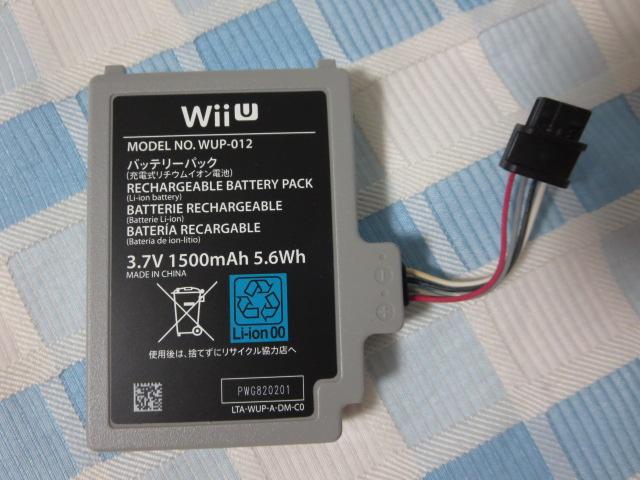 Wii U
MODEL NO. WUP-012
バッテリーパック
(充電式リチウムイオン電池)
RECHARGEABLE BATTERY PACK
(Li-ion battery)
BATTERIE RECHARGEABLE
(Batterie Li-ion)
BATERÍA RECARGABLE
(Batería de ion-litio)
3.7V 1500mAh 5.6Wh
MADE IN CHINA
Li-ion 00
使用後は、捨てずにリサイクル協力店へ
PWG820201
LTA-WUP-A-DM-C0